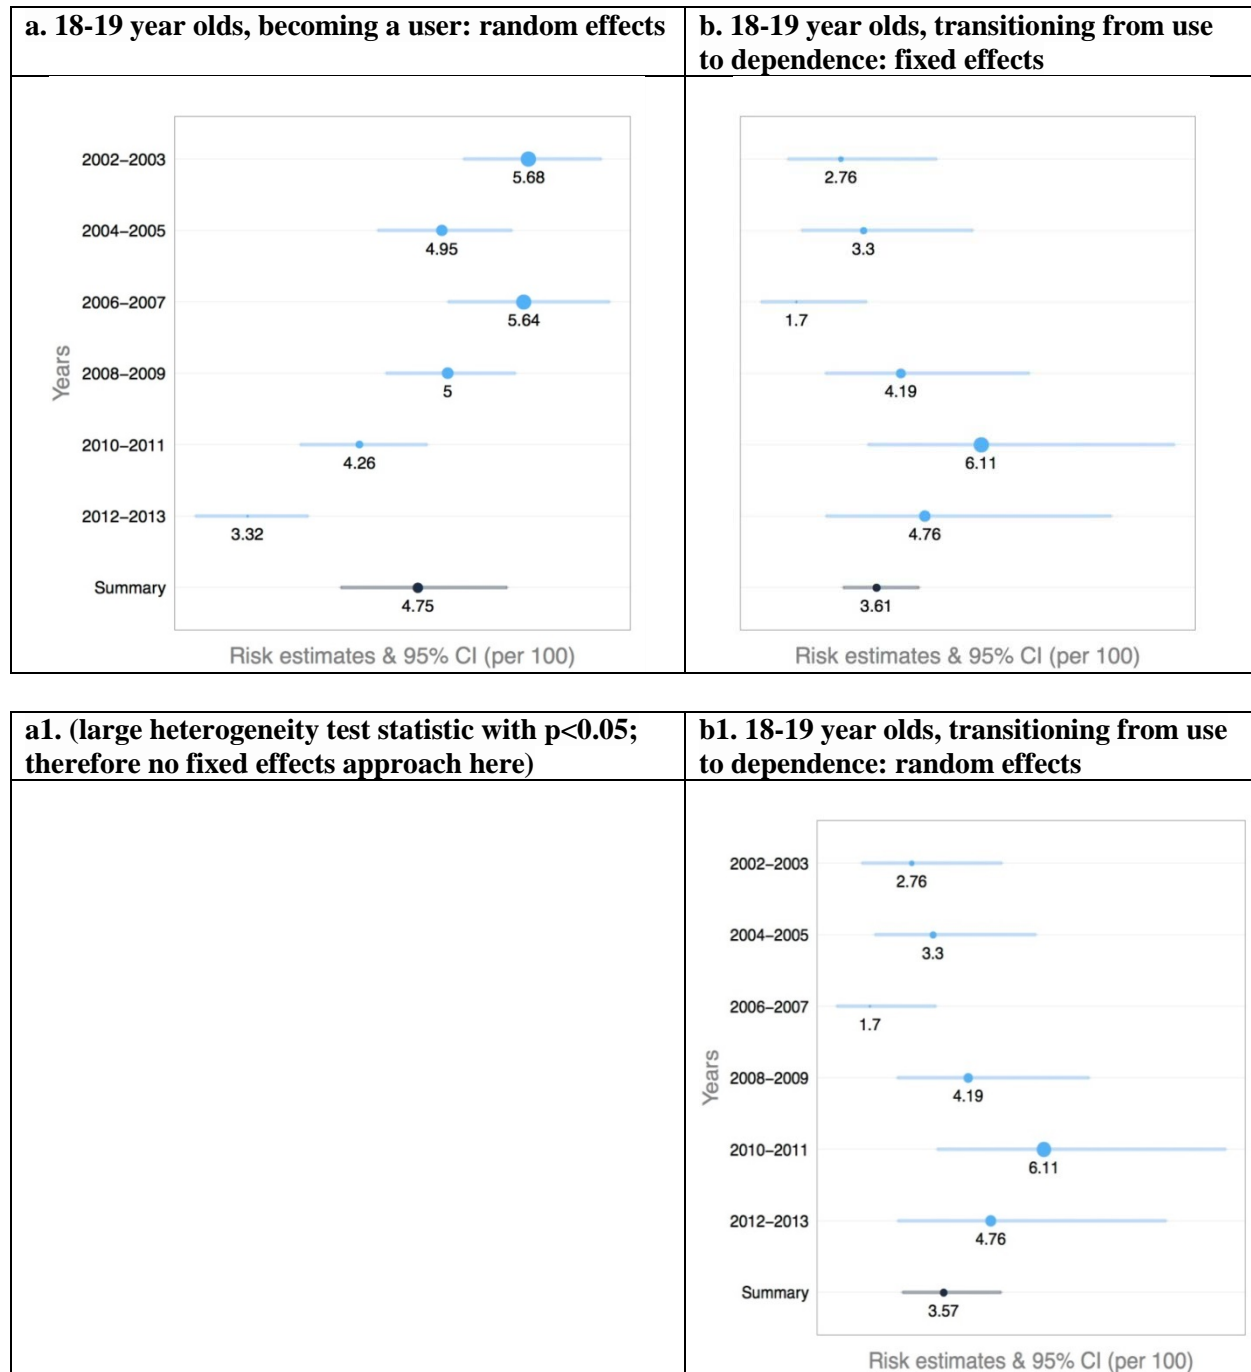 a. 18-19 year olds, becoming a user: random effects
b. 18-19 year olds, transitioning from use
to dependence: fixed effects
Years
2002–2003
5.68
2004–2005
4.95
2006–2007
5.64
2008–2009
5
2010–2011
4.26
2012–2013
3.32
Summary
4.75
Risk estimates & 95% CI (per 100)
2.76
3.3
1.7
4.19
6.11
4.76
3.61
Risk estimates & 95% CI (per 100)
a1. (large heterogeneity test statistic with p<0.05;
therefore no fixed effects approach here)
b1. 18-19 year olds, transitioning from use
to dependence: random effects
Years
2002–2003
2.76
2004–2005
3.3
2006–2007
1.7
2008–2009
4.19
2010–2011
6.11
2012–2013
4.76
Summary
3.57
Risk estimates & 95% CI (per 100)